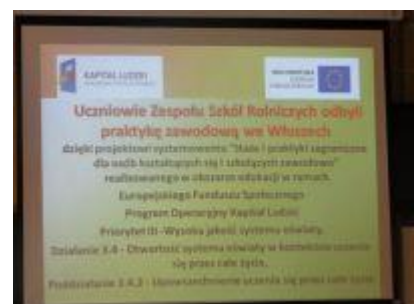 KAPITAŁ LUDZKI
Uczniowie Zespołu Szkół Rolniczych odbyli
praktykę zawodową we Włoszech
dzięki projektowi systemowemu "Staże i praktyki zagraniczne
dla osób kształcących się i szkolących zawodowo"
realizowanego w obszarze edukacji w ramach
Europejskiego Funduszu Społecznego
Program Operacyjny Kapitał Ludzki
Priorytet III -Wysoka jakość systemu oświaty,
Działanie 3.4 - Otwartość systemu oświaty w kontekście uczenia
się przez całe życie,
Poddziałanie 3.4.2 - Upowszechnienie uczenia się przez całe życie